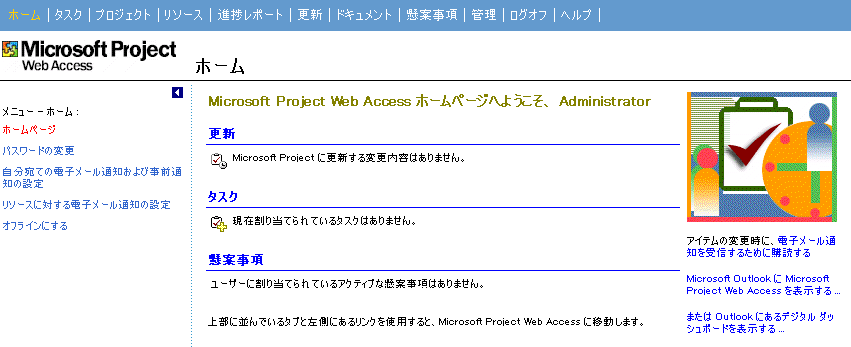 ホーム | タスク | プロジェクト | リソース | 進捗レポート | 更新 | ドキュメント | 懸案事項 | 管理 | ログオフ | ヘルプ |
Microsoft Project
Web Access
ホーム
メニュー - ホーム:
ホームページ
パスワードの変更
自分宛ての電子メール通知および事前通
知の設定
リソースに対する電子メール通知の設定
オフラインにする
Microsoft Project Web Access ホームページへようこそ、 Administrator
更新
Microsoft Project に更新する変更内容はありません。
タスク
現在割り当てられているタスクはありません。
懸案事項
ユーザーに割り当てられているアクティブな懸案事項はありません。
上部に並んでいるタブと左側にあるリンクを使用すると、Microsoft Project Web Access に移動します。
アイテムの変更時に、電子メール通
知を受信するために購読する
Microsoft Outlook に Microsoft
Project Web Access を表示する...
または Outlook にあるデジタル ダッ
シュボードを表示する...